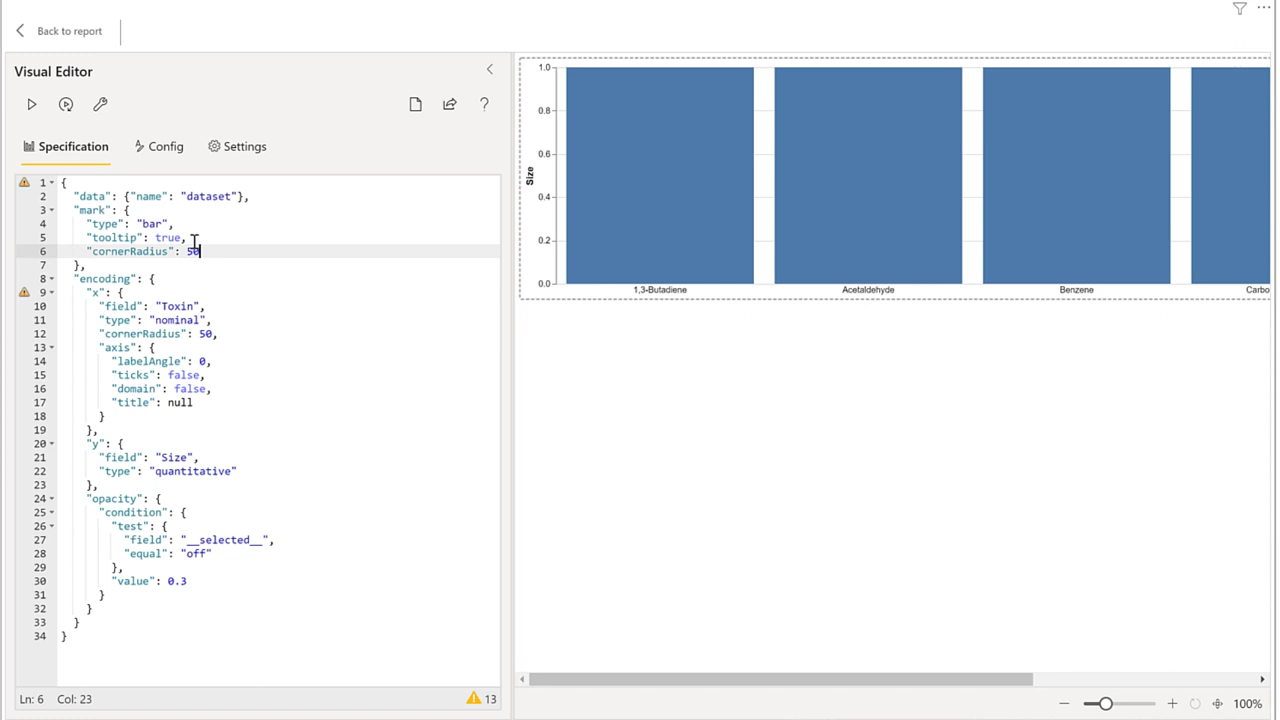 Back to report
Visual Editor
Specification
Config
Settings
1 {
2 "data": {"name": "dataset"},
3 "mark": {
4 "type": "bar",
5 "tooltip": true,
6 "cornerRadius": 50
7 },
8 "encoding": {
9 "x": {
10 "field": "Toxin",
11 "type": "nominal",
12 "cornerRadius": 50,
13 "axis": {
14 "labelAngle": 0,
15 "ticks": false,
16 "domain": false,
17 "title": null
18 }
19 },
20 "y": {
21 "field": "Size",
22 "type": "quantitative"
23 },
24 "opacity": {
25 "condition": {
26 "test": {
27 "field": "__selected__",
28 "equal": "off"
29 },
30 "value": 0.3
31 }
32 }
33 }
34 }
Ln: 6 Col: 23
13
1.0
0.8
0.6
0.4
0.2
0.0
Size
1,3-Butadiene
Acetaldehyde
Benzene
Carbo
100%